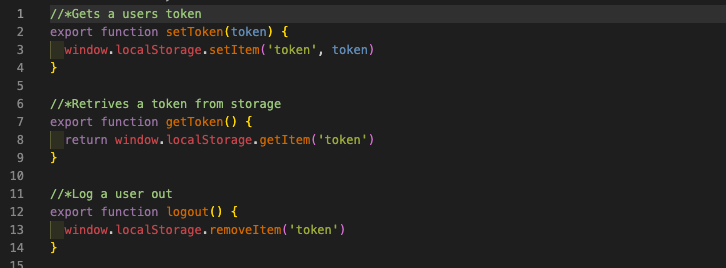 1 //*Gets a users token
2 export function setToken(token) {
3   window.localStorage.setItem('token', token)
4 }
5
6 //*Retrives a token from storage
7 export function getToken() {
8   return window.localStorage.getItem('token')
9 }
10
11 //*Log a user out
12 export function logout() {
13   window.localStorage.removeItem('token')
14 }
15